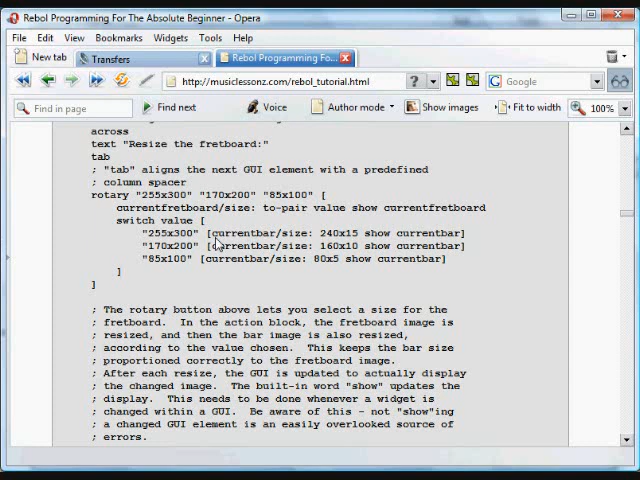 Rebol Programming For The Absolute Beginner - Opera
File Edit View Bookmarks Widgets Tools Help
New tab
Transfers
Rebol Programming Fo...
http://musiclessonz.com/rebol_tutorial.html
?
Google
Find in page
Find next
Voice
Author mode
Show images
Fit to width
100%
across
text "Resize the fretboard:"
tab
; "tab" aligns the next GUI element with a predefined
; column spacer
rotary "255x300" "170x200" "85x100" [
currentfretboard/size: to-pair value show currentfretboard
switch value [
"255x300" [currentbar/size: 240x15 show currentbar]
"170x200" [currentbar/size: 160x10 show currentbar]
"85x100" [currentbar/size: 80x5 show currentbar]
]
]
; The rotary button above lets you select a size for the
; fretboard.  In the action block, the fretboard image is
; resized, and then the bar image is also resized,
; according to the value chosen.  This keeps the bar size
; proportioned correctly to the fretboard image.
; After each resize, the GUI is updated to actually display
; the changed image.  The built-in word "show" updates the
; display.  This needs to be done whenever a widget is
; changed within a GUI.  Be aware of this - not "show"ing
; a changed GUI element is an easily overlooked source of
; errors.